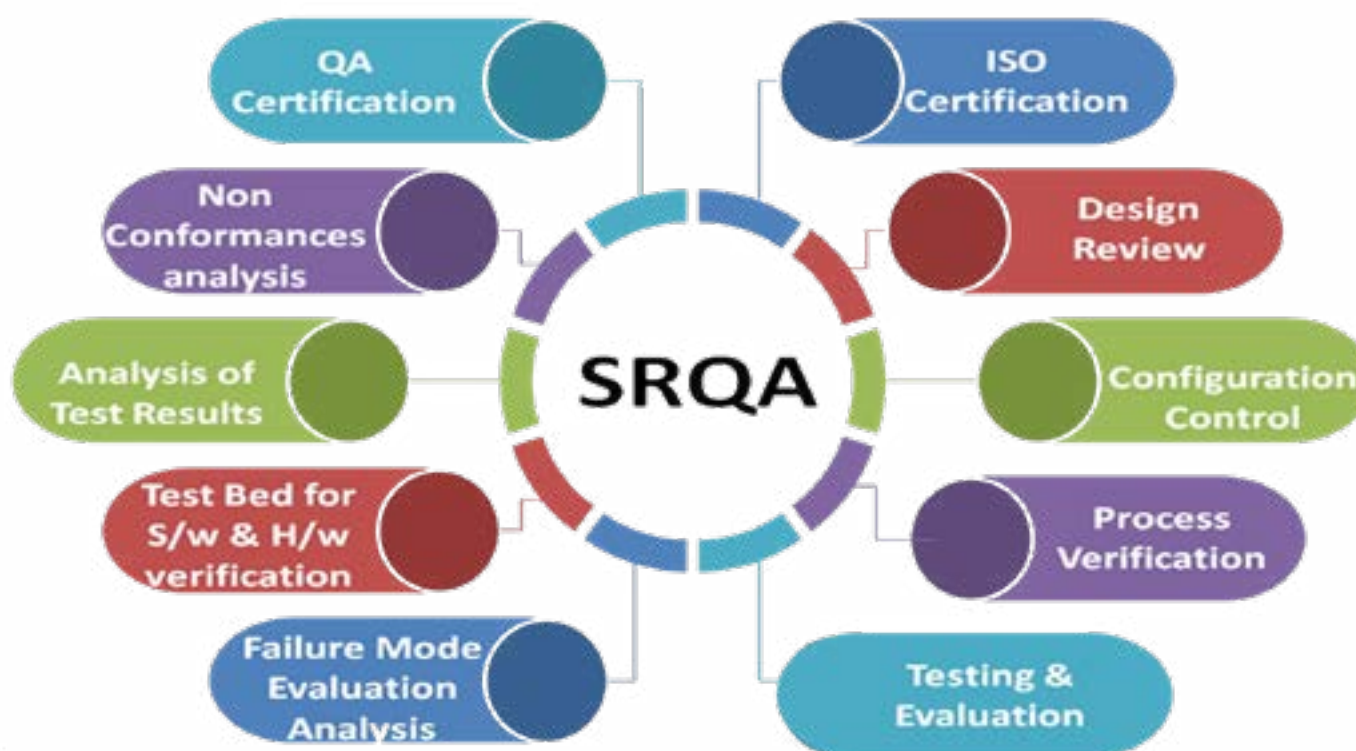 QA
Certification
ISO
Certification
Non
Conformances
analysis
Design
Review
SRQA
Analysis of
Test Results
Configuration
Control
Test Bed for
S/w & H/w
verification
Process
Verification
Failure Mode
Evaluation
Analysis
Testing &
Evaluation